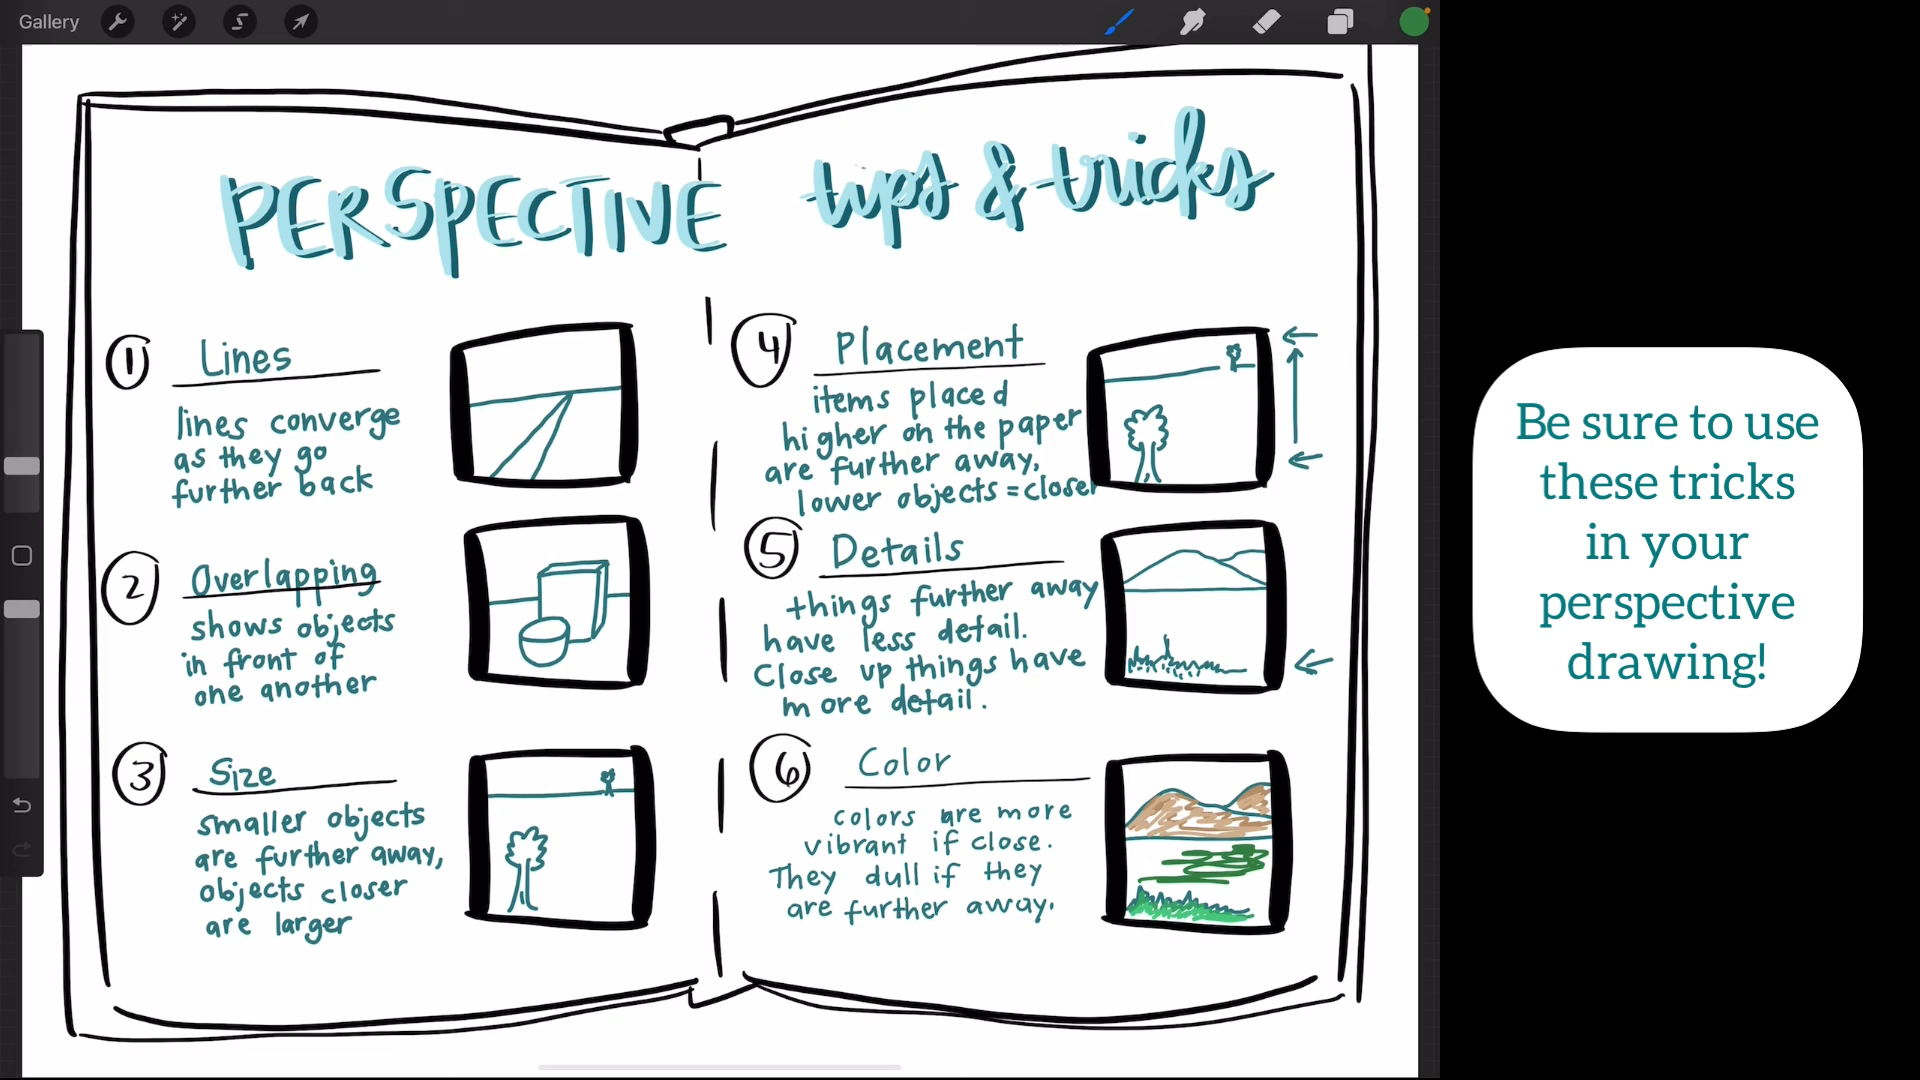 Gallery
PERSPECTIVE tips & tricks
1 Lines
lines converge
as they go
further back
2 Overlapping
shows objects
in front of
one another
3 Size
smaller objects
are further away,
objects closer
are larger
4 Placement
items placed
higher on the paper
are further away,
lower objects = closer
5 Details
things further away
have less detail.
Close up things have
more detail.
6 Color
colors are more
vibrant if close.
They dull if they
are further away.
Be sure to use
these tricks
in your
perspective
drawing!